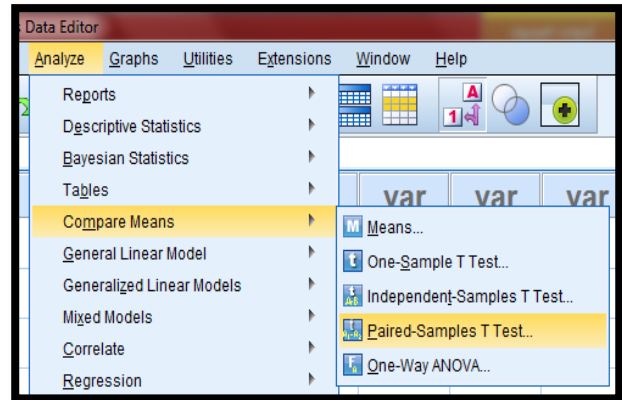 s Data Editor
Analyze Graphs Utilities Extensions Window Help
Reports
Descriptive Statistics
Bayesian Statistics
Tables
var var var
Compare Means
Means...
General Linear Model
One-Sample T Test...
Generalized Linear Models
Independent-Samples T Test...
Mixed Models
Paired-Samples T Test...
Correlate
One-Way ANOVA...
Regression